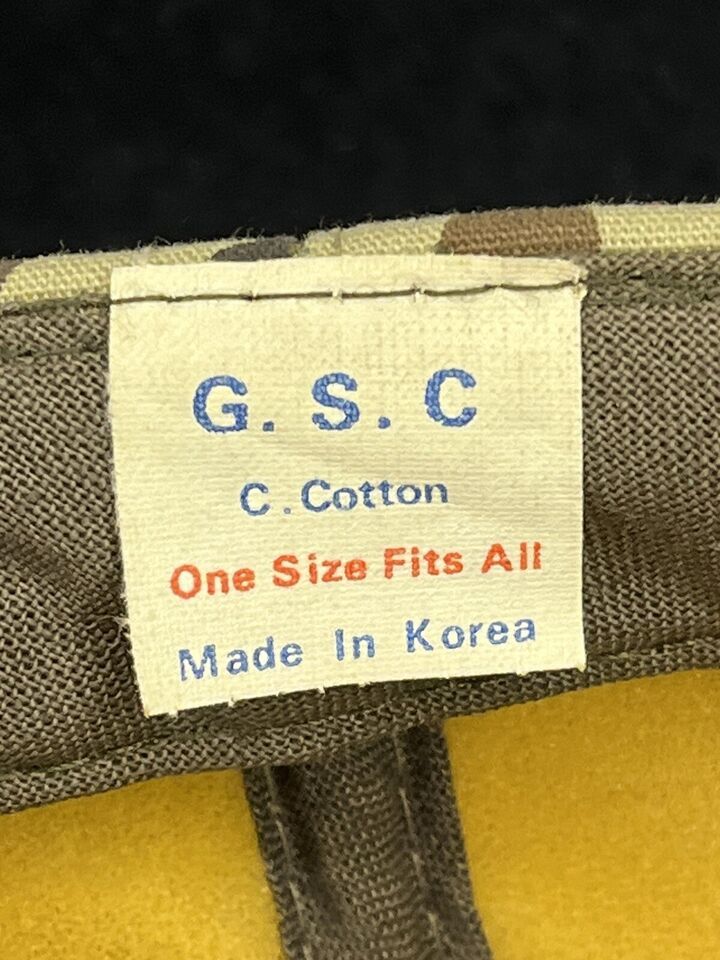 G. S. C
C. Cotton
One Size Fits All
Made In Korea